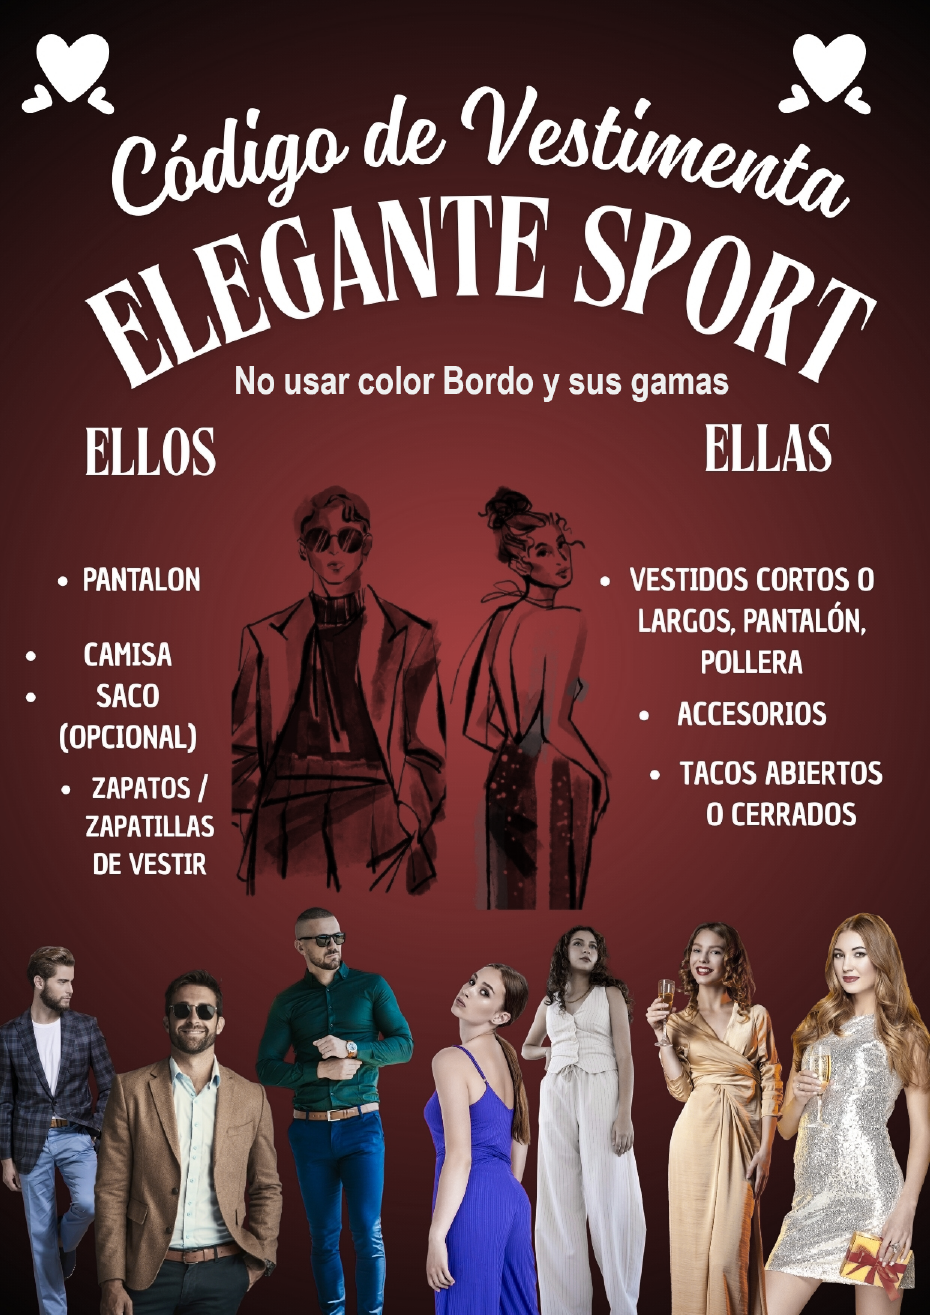 Código de Vestimenta
ELEGANTE SPORT
No usar color Bordo y sus gamas
ELLOS
• PANTALON
• CAMISA
• SACO
(OPCIONAL)
• ZAPATOS /
ZAPATILLAS
DE VESTIR
ELLAS
• VESTIDOS CORTOS O
LARGOS, PANTALÓN,
POLLERA
• ACCESORIOS
• TACOS ABIERTOS
O CERRADOS